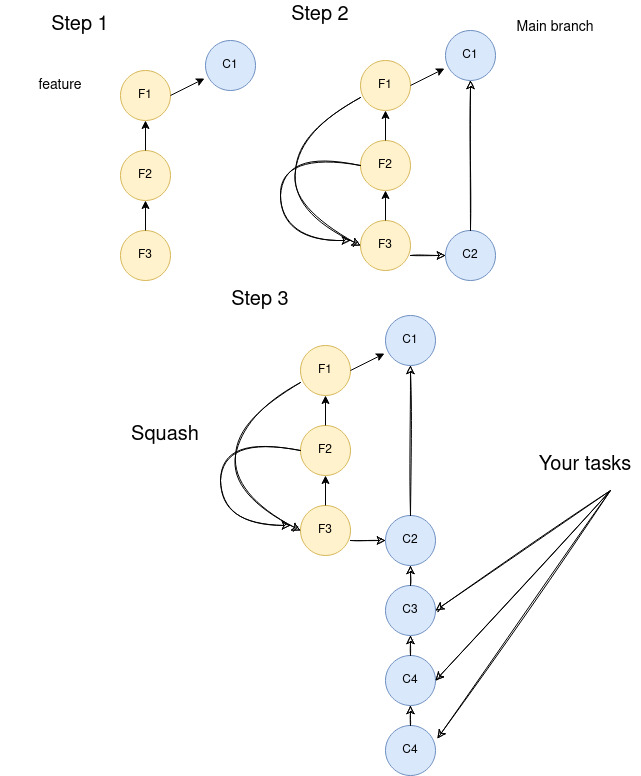 Step 1
C1
feature
F1
F2
F3
Step 2
Main branch
C1
F1
F2
F3
C2
Step 3
C1
F1
Squash
F2
Your tasks
F3
C2
C3
C4
C4